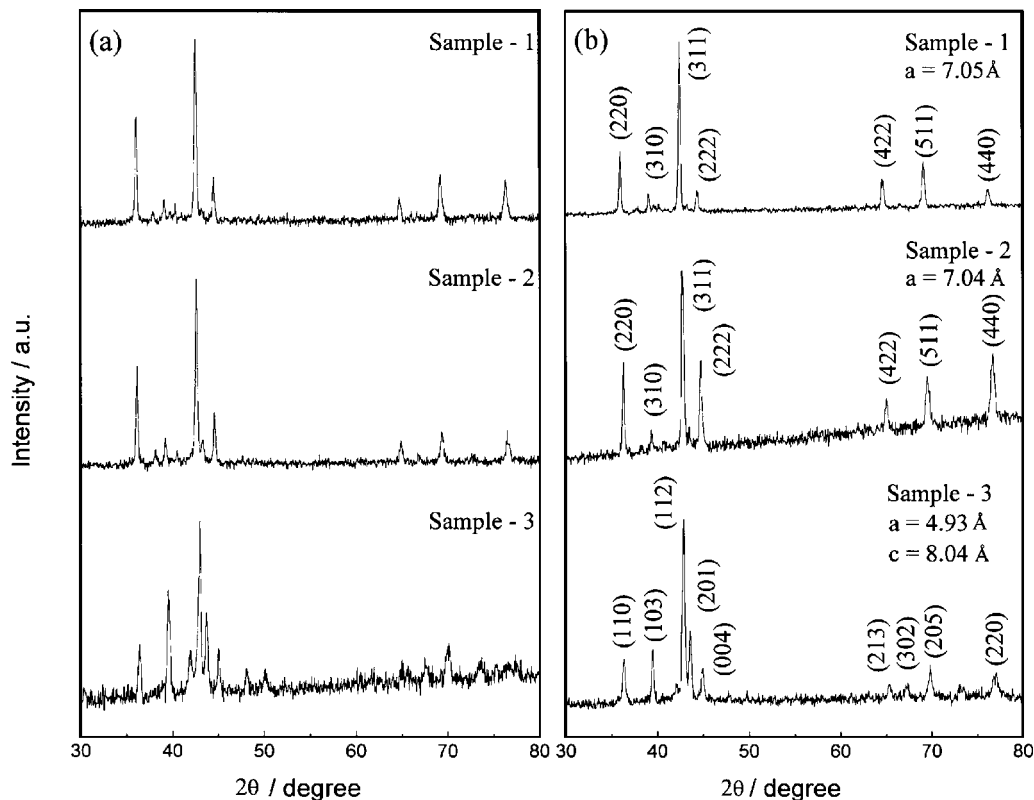 (a)
Sample - 1
Sample - 2
Sample - 3
30 40 50 60 70 80
2θ / degree
Intensity / a.u.
(b)
Sample - 1
a = 7.05 Å
(220)
(310)
(311)
(222)
(422)
(511)
(440)
Sample - 2
a = 7.04 Å
(220)
(310)
(311)
(222)
(422)
(511)
(440)
Sample - 3
a = 4.93 Å
c = 8.04 Å
(110)
(103)
(112)
(201)
(004)
(213)
(302)
(205)
(220)
30 40 50 60 70 80
2θ / degree